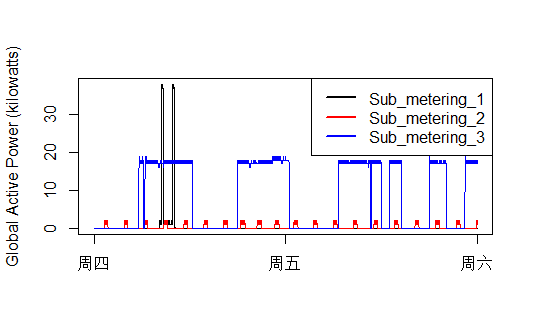 Global Active Power (kilowatts)
30
20
10
0
Sub_metering_1
Sub_metering_2
Sub_metering_3
周四
周五
周六